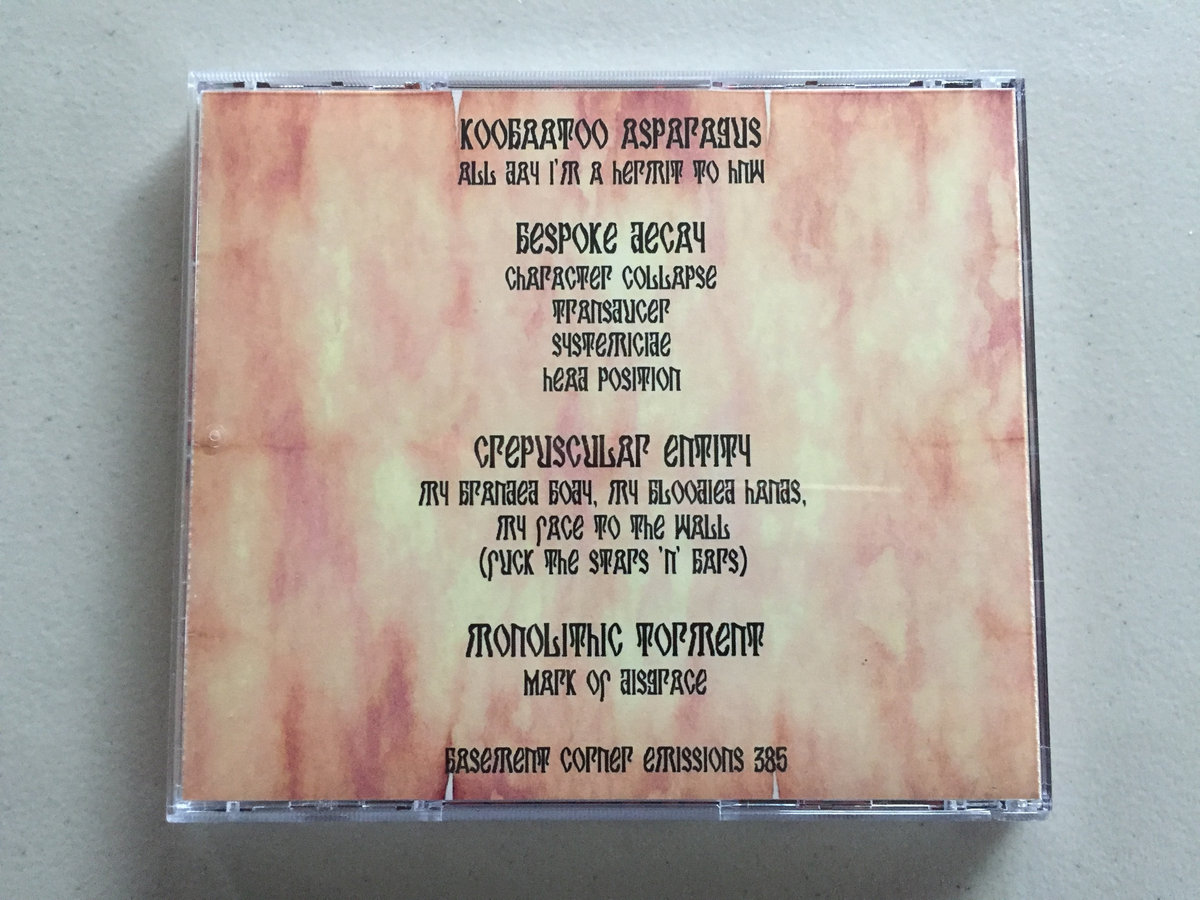 KOOBAATOO ASPARAGUS
ALL DAY I'M A HERMIT TO HNW
BESPOKE DECAY
CHARACTER COLLAPSE
TRANSDUCER
SYSTEMICIDE
HEAD POSITION
CREPUSCULAR ENTITY
MY BRANDED BODY, MY BLOODIED HANDS,
MY FACE TO THE WALL
(FUCK THE STARS 'N' BARS)
MONOLITHIC TORMENT
MARK OF DISGRACE
BASEMENT CORNER EMISSIONS 385